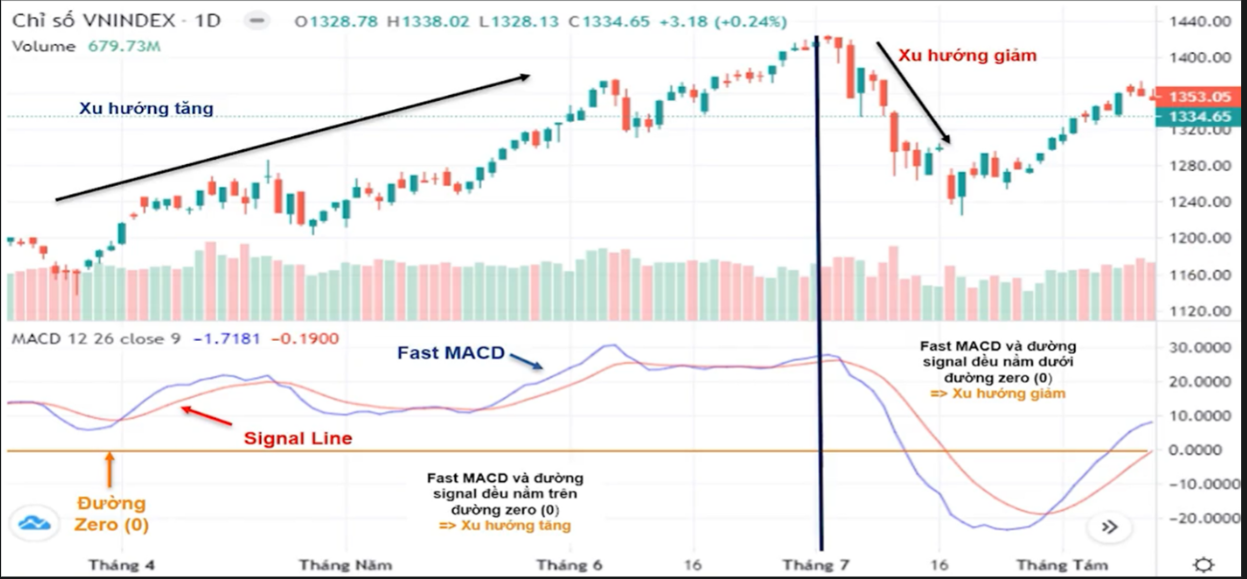 Chỉ số VNINDEX · 1D O1328.78 H1338.02 L1328.13 C1334.65 +3.18 (+0.24%)
Volume 679.73M
Xu hướng tăng
Xu hướng giảm
1440.00
1400.00
1353.05
1334.65
1320.00
1280.00
1240.00
1200.00
1160.00
1120.00
MACD 12 26 close 9 −1.7181 −0.1900
Fast MACD
Signal Line
Đường
Zero (0)
Fast MACD và đường
signal đều nằm trên
đường zero (0)
=> Xu hướng tăng
Fast MACD và đường
signal đều nằm dưới
đường zero (0)
=> Xu hướng giảm
30.0000
20.0000
10.0000
0.0000
−10.0000
−20.0000
Tháng 4 Tháng Năm Tháng 6 16 Tháng 7 16 Tháng Tám